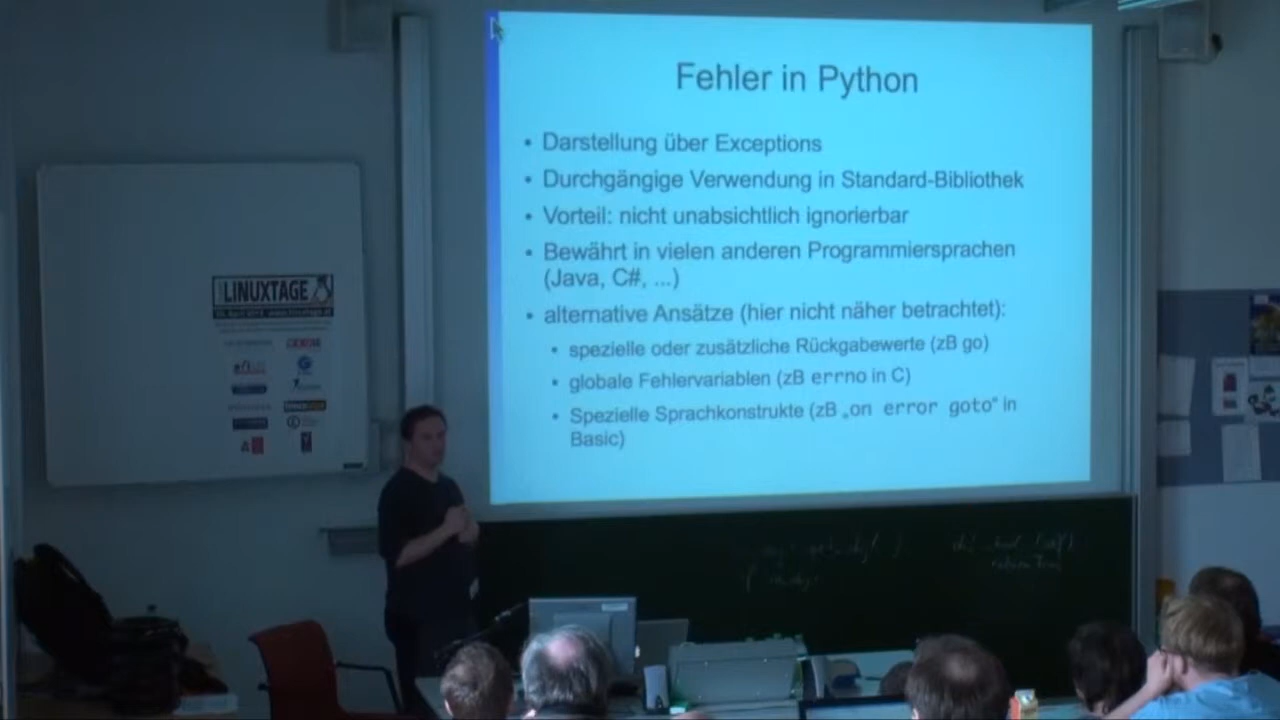 Fehler in Python
• Darstellung über Exceptions
• Durchgängige Verwendung in Standard-Bibliothek
• Vorteil: nicht unabsichtlich ignorierbar
• Bewährt in vielen anderen Programmiersprachen
(Java, C#, ...)
• alternative Ansätze (hier nicht näher betrachtet):
• spezielle oder zusätzliche Rückgabewerte (zB go)
• globale Fehlervariablen (zB errno in C)
• Spezielle Sprachkonstrukte (zB „on error goto“ in
Basic)
LINUXTAGE